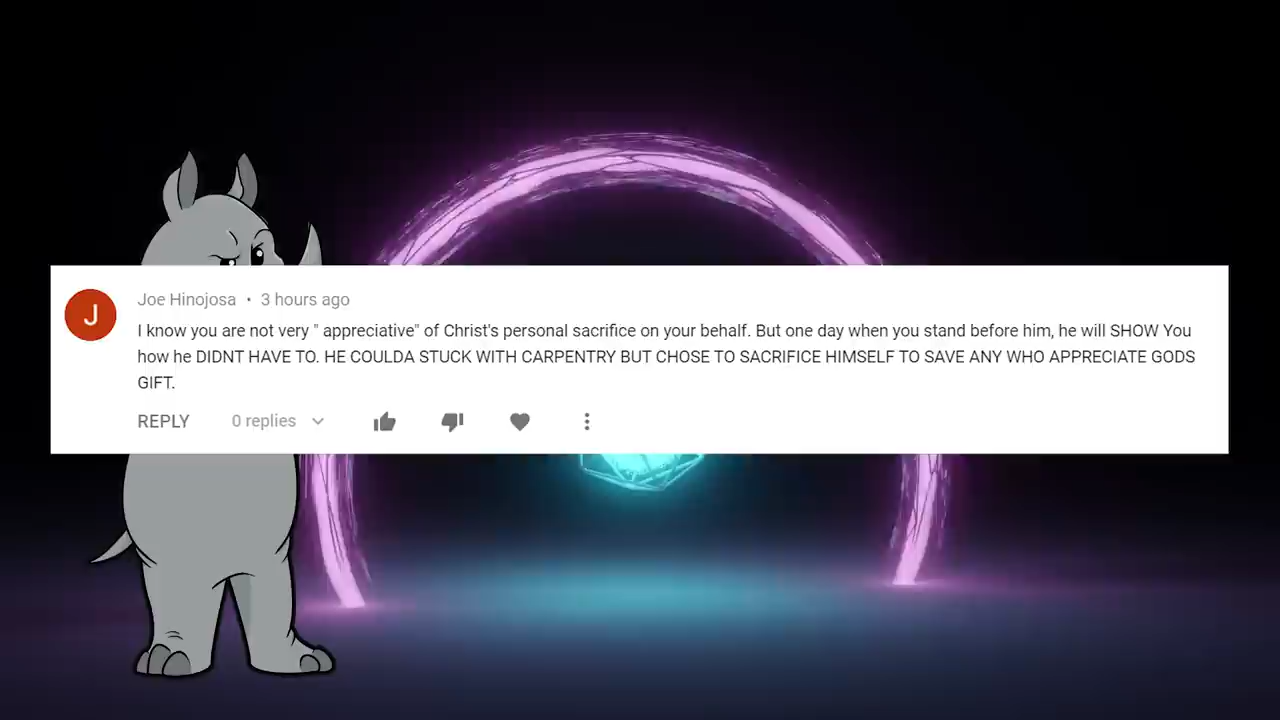 J
Joe Hinojosa • 3 hours ago
I know you are not very " appreciative" of Christ's personal sacrifice on your behalf. But one day when you stand before him, he will SHOW You
how he DIDNT HAVE TO. HE COULDA STUCK WITH CARPENTRY BUT CHOSE TO SACRIFICE HIMSELF TO SAVE ANY WHO APPRECIATE GODS
GIFT.
REPLY 0 replies